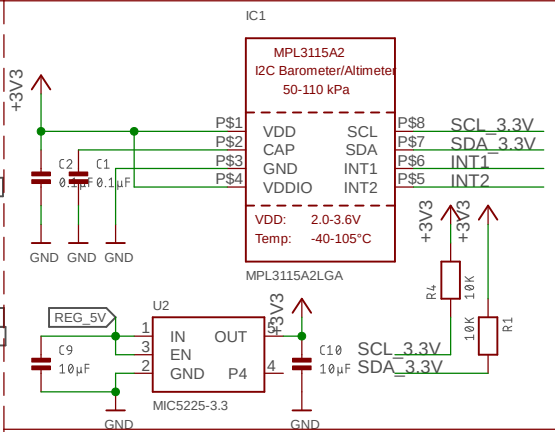 IC1
MPL3115A2
I2C Barometer/Altimeter
50-110 kPa
+3V3
P$1 VDD SCL P$8 SCL_3.3V
P$2 CAP SDA P$7 SDA_3.3V
P$3 GND INT1 P$6 INT1
P$4 VDDIO INT2 P$5 INT2
C2 C1
0.1µF 0.1µF
VDD: 2.0-3.6V
Temp: -40-105°C
GND GND GND
MPL3115A2LGA
+3V3 +3V3
R4 10K
10K R1
U2
+3V3
REG_5V
1 IN OUT 5
3 EN
2 GND P4 4
C9
10µF
C10
10µF
SCL_3.3V
SDA_3.3V
MIC5225-3.3
GND GND